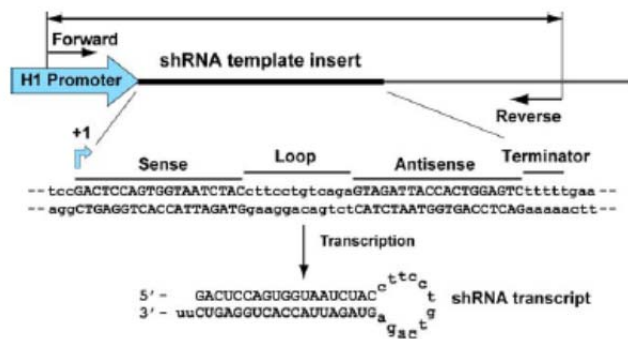 Forward
H1 Promoter
shRNA template insert
Reverse
+1
Sense
Loop
Antisense
Terminator
--tccGACTCCAGTGGTAATCTACcttcctgtcagaGTAGATTACCACTGGAGTCtttttgaa--
--aggCTGAGGTCACCATTAGATGgaaggacagtctCATCTAATGGTGACCTCAGaaaaactt--
Transcription
5'- GACUCCAGUGGUAAUCUACcttcctgtcaga
3'-uuCUGAGGUCACCAUUAGAUG
shRNA transcript